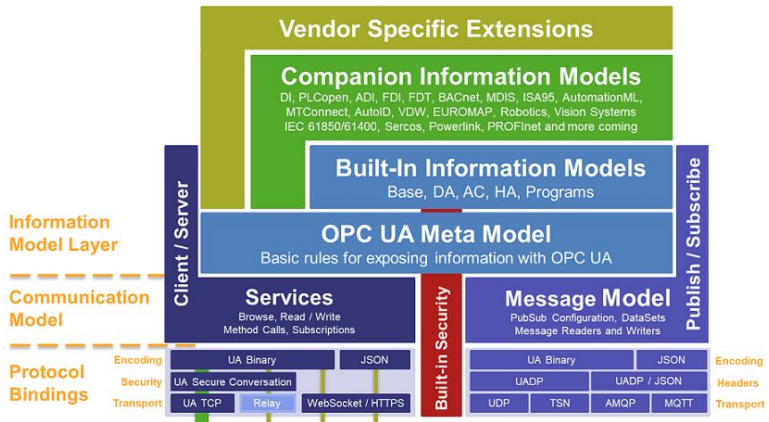 Vendor Specific Extensions
Companion Information Models
DI, PLCopen, ADI, FDI, FDT, BACnet, MDIS, ISA95, AutomationML,
MTConnect, AutoID, VDW, EUROMAP, Robotics, Vision Systems
IEC 61850/61400, Sercos, Powerlink, PROFInet and more coming
Built-In Information Models
Base, DA, AC, HA, Programs
Client / Server
Publish / Subscribe
Information
Model Layer
OPC UA Meta Model
Basic rules for exposing information with OPC UA
Communication
Model
Services
Browse, Read / Write
Method Calls, Subscriptions
Built-in Security
Message Model
PubSub Configuration, DataSets
Message Readers and Writers
Protocol
Bindings
Encoding
UA Binary
JSON
UA Binary
JSON
Encoding
Security
UA Secure Conversation
UADP
UADP / JSON
Headers
Transport
UA TCP
Relay
WebSocket / HTTPS
UDP
TSN
AMQP
MQTT
Transport